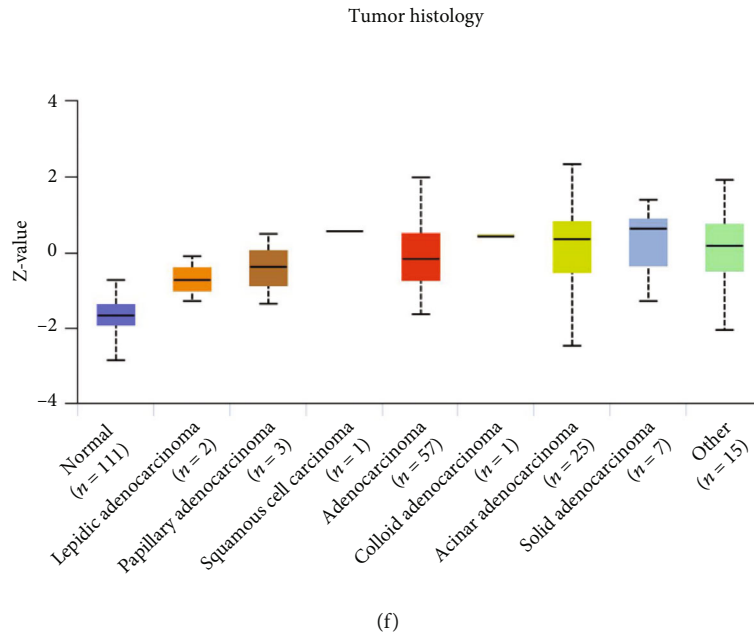 Tumor histology
4
2
0
−2
−4
Z-value
Normal
(n = 111)
Lepidic adenocarcinoma
(n = 2)
Papillary adenocarcinoma
(n = 3)
Squamous cell carcinoma
(n = 1)
Adenocarcinoma
(n = 57)
Colloid adenocarcinoma
(n = 1)
Acinar adenocarcinoma
(n = 25)
Solid adenocarcinoma
(n = 7)
Other
(n = 15)
(f)